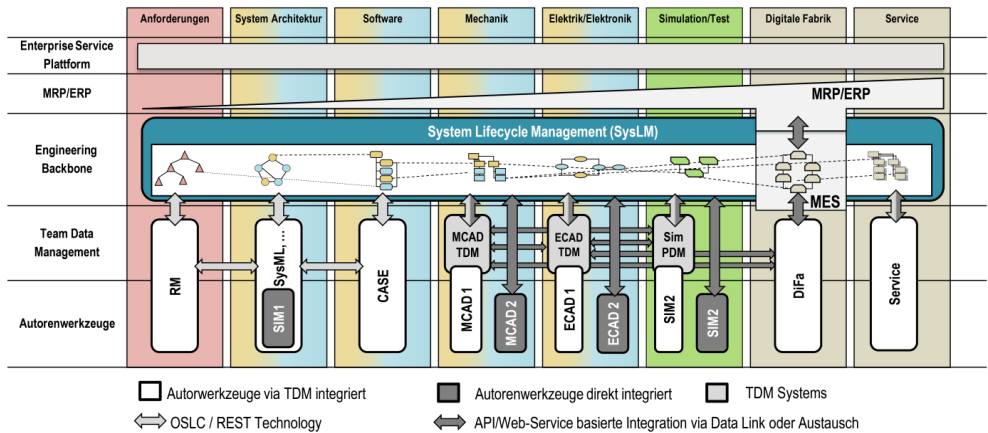 Anforderungen
System Architektur
Software
Mechanik
Elektrik/Elektronik
Simulation/Test
Digitale Fabrik
Service
Enterprise Service
Plattform
MRP/ERP
MRP/ERP
System Lifecycle Management (SysLM)
Engineering
Backbone
MES
Team Data
Management
RM
SysML, ...
SIM1
CASE
MCAD
TDM
MCAD 1
MCAD 2
ECAD
TDM
ECAD 1
ECAD 2
Sim
PDM
SIM2
SIM2
DiFa
Service
Autorenwerkzeuge
Autorwerkzeuge via TDM integriert
Autorenwerkzeuge direkt integriert
TDM Systems
OSLC / REST Technology
API/Web-Service basierte Integration via Data Link oder Austausch